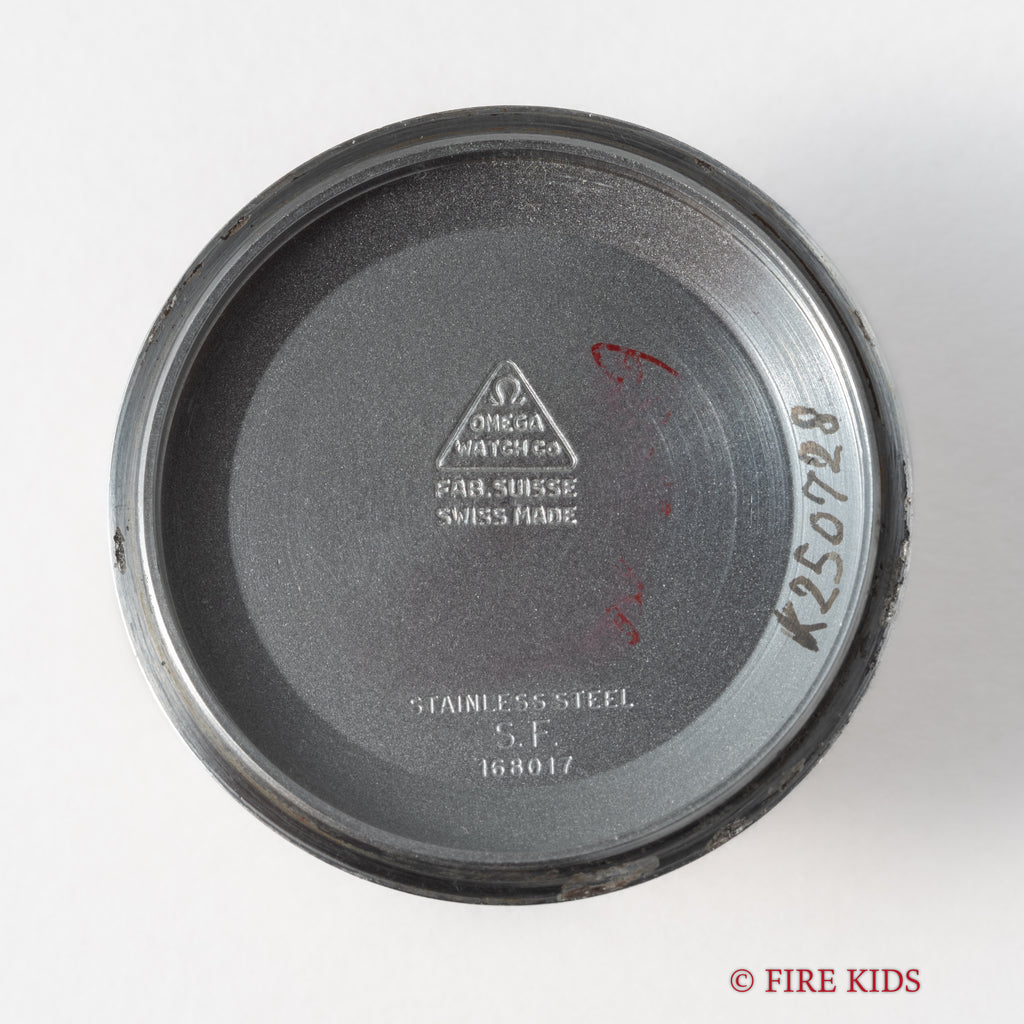 Ω
OMEGA
WATCH Co
FAB. SUISSE
SWISS MADE
K250728
STAINLESS STEEL
S.F.
168017
© FIRE KIDS